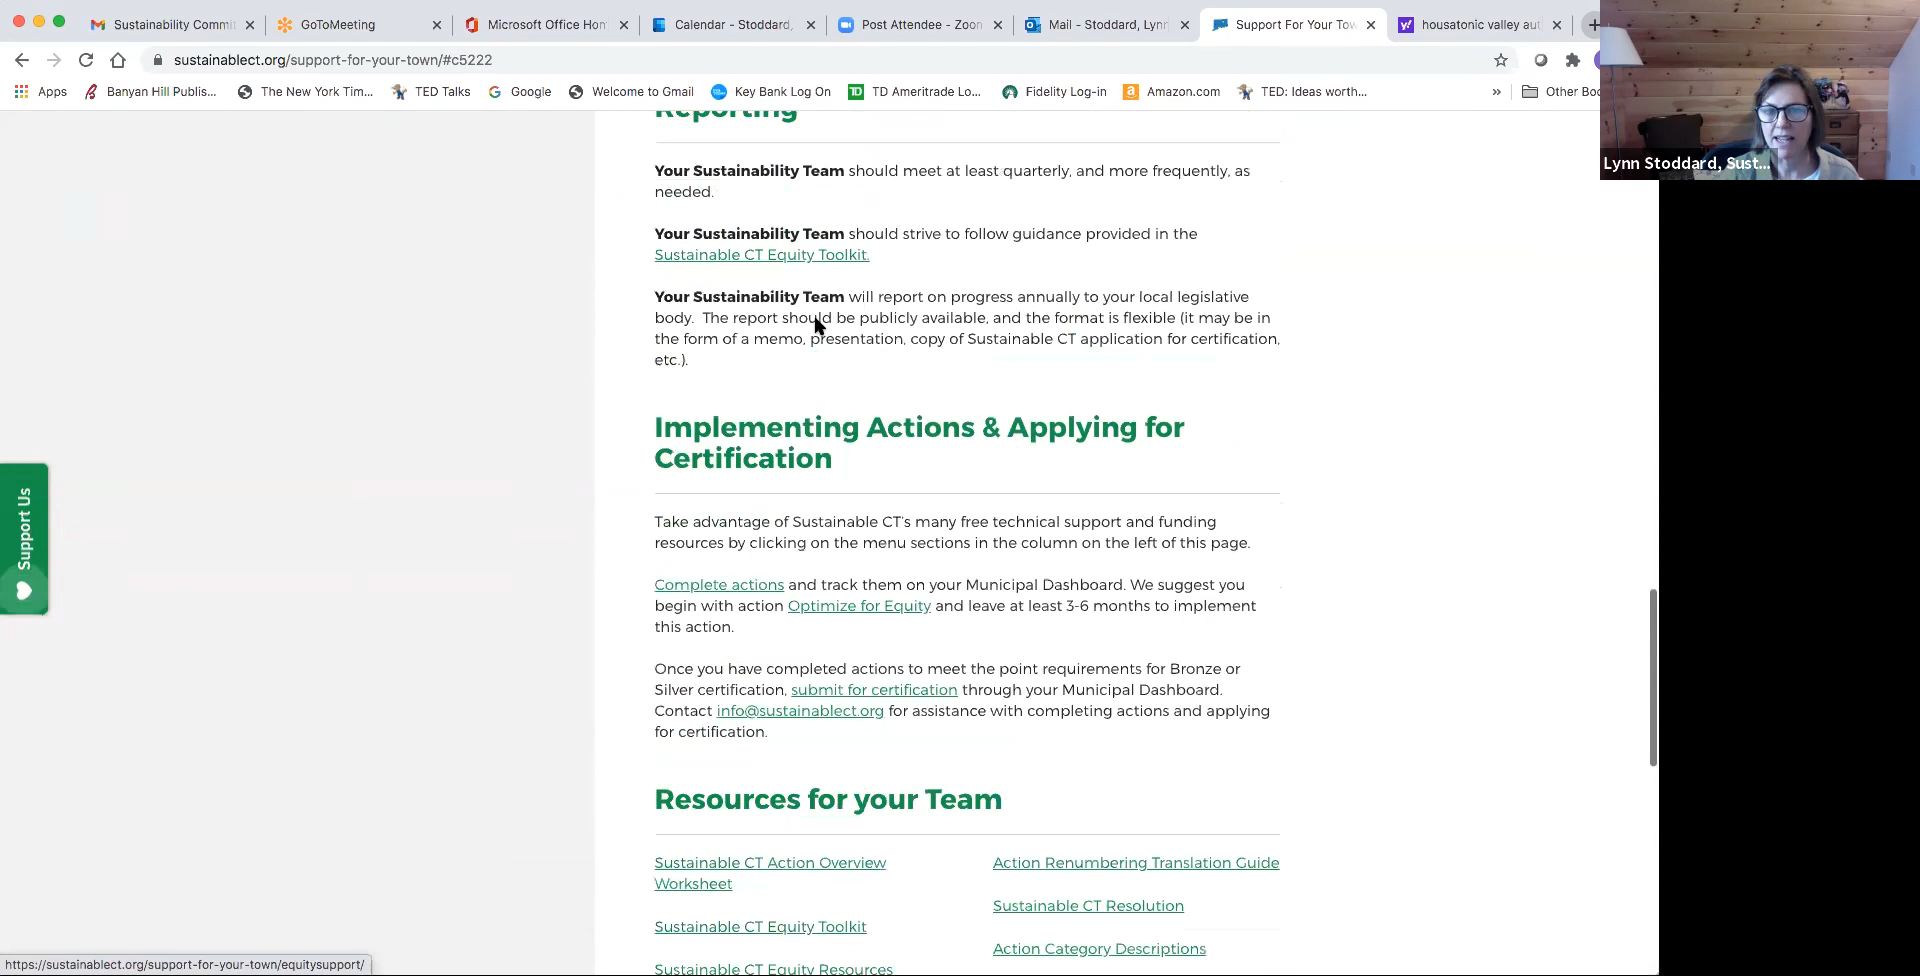 Sustainability Commit
GoToMeeting
Microsoft Office Hom
Calendar - Stoddard,
Post Attendee - Zoon
Mail - Stoddard, Lynn
Support For Your Tow
housatonic valley aut
sustainablect.org/support-for-your-town/#c5222
Apps
Banyan Hill Publis...
The New York Tim...
TED Talks
Google
Welcome to Gmail
Key Bank Log On
TD Ameritrade Lo...
Fidelity Log-in
Amazon.com
TED: Ideas worth...
»
Other Boo
Lynn Stoddard, Sust...
Reporting
Your Sustainability Team should meet at least quarterly, and more frequently, as
needed.
Your Sustainability Team should strive to follow guidance provided in the
Sustainable CT Equity Toolkit.
Your Sustainability Team will report on progress annually to your local legislative
body. The report should be publicly available, and the format is flexible (it may be in
the form of a memo, presentation, copy of Sustainable CT application for certification,
etc.).
Implementing Actions & Applying for
Certification
Take advantage of Sustainable CT's many free technical support and funding
resources by clicking on the menu sections in the column on the left of this page.
Support Us
Complete actions and track them on your Municipal Dashboard. We suggest you
begin with action Optimize for Equity and leave at least 3-6 months to implement
this action.
Once you have completed actions to meet the point requirements for Bronze or
Silver certification, submit for certification through your Municipal Dashboard.
Contact info@sustainablect.org for assistance with completing actions and applying
for certification.
Resources for your Team
Sustainable CT Action Overview
Worksheet
Action Renumbering Translation Guide
Sustainable CT Resolution
Sustainable CT Equity Toolkit
Action Category Descriptions
Sustainable CT Equity Resources
https://sustainablect.org/support-for-your-town/equitysupport/